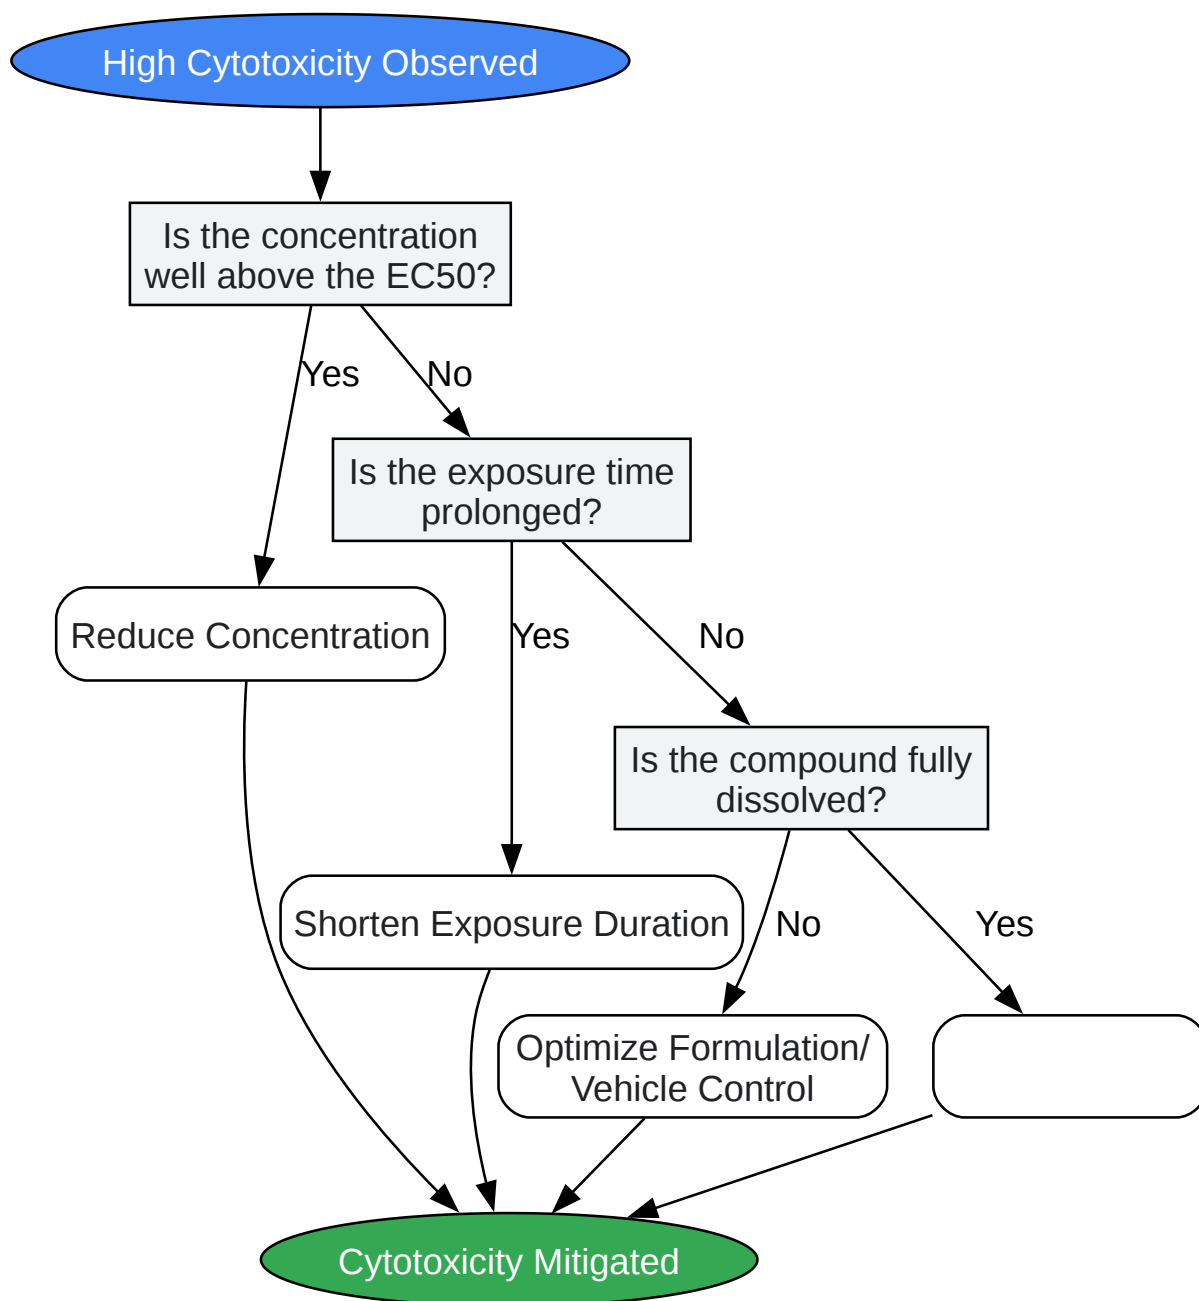 High Cytotoxicity Observed
Is the concentration
well above the EC50?
Yes
No
Is the exposure time
prolonged?
Reduce Concentration
Yes
No
Is the compound fully
dissolved?
Shorten Exposure Duration
No
Yes
Optimize Formulation/
Vehicle Control
Cytotoxicity Mitigated